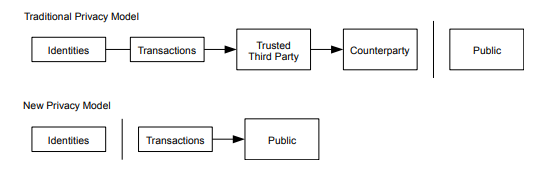 Traditional Privacy Model
Identities
Transactions
Trusted
Third Party
Counterparty
Public
New Privacy Model
Identities
Transactions
Public